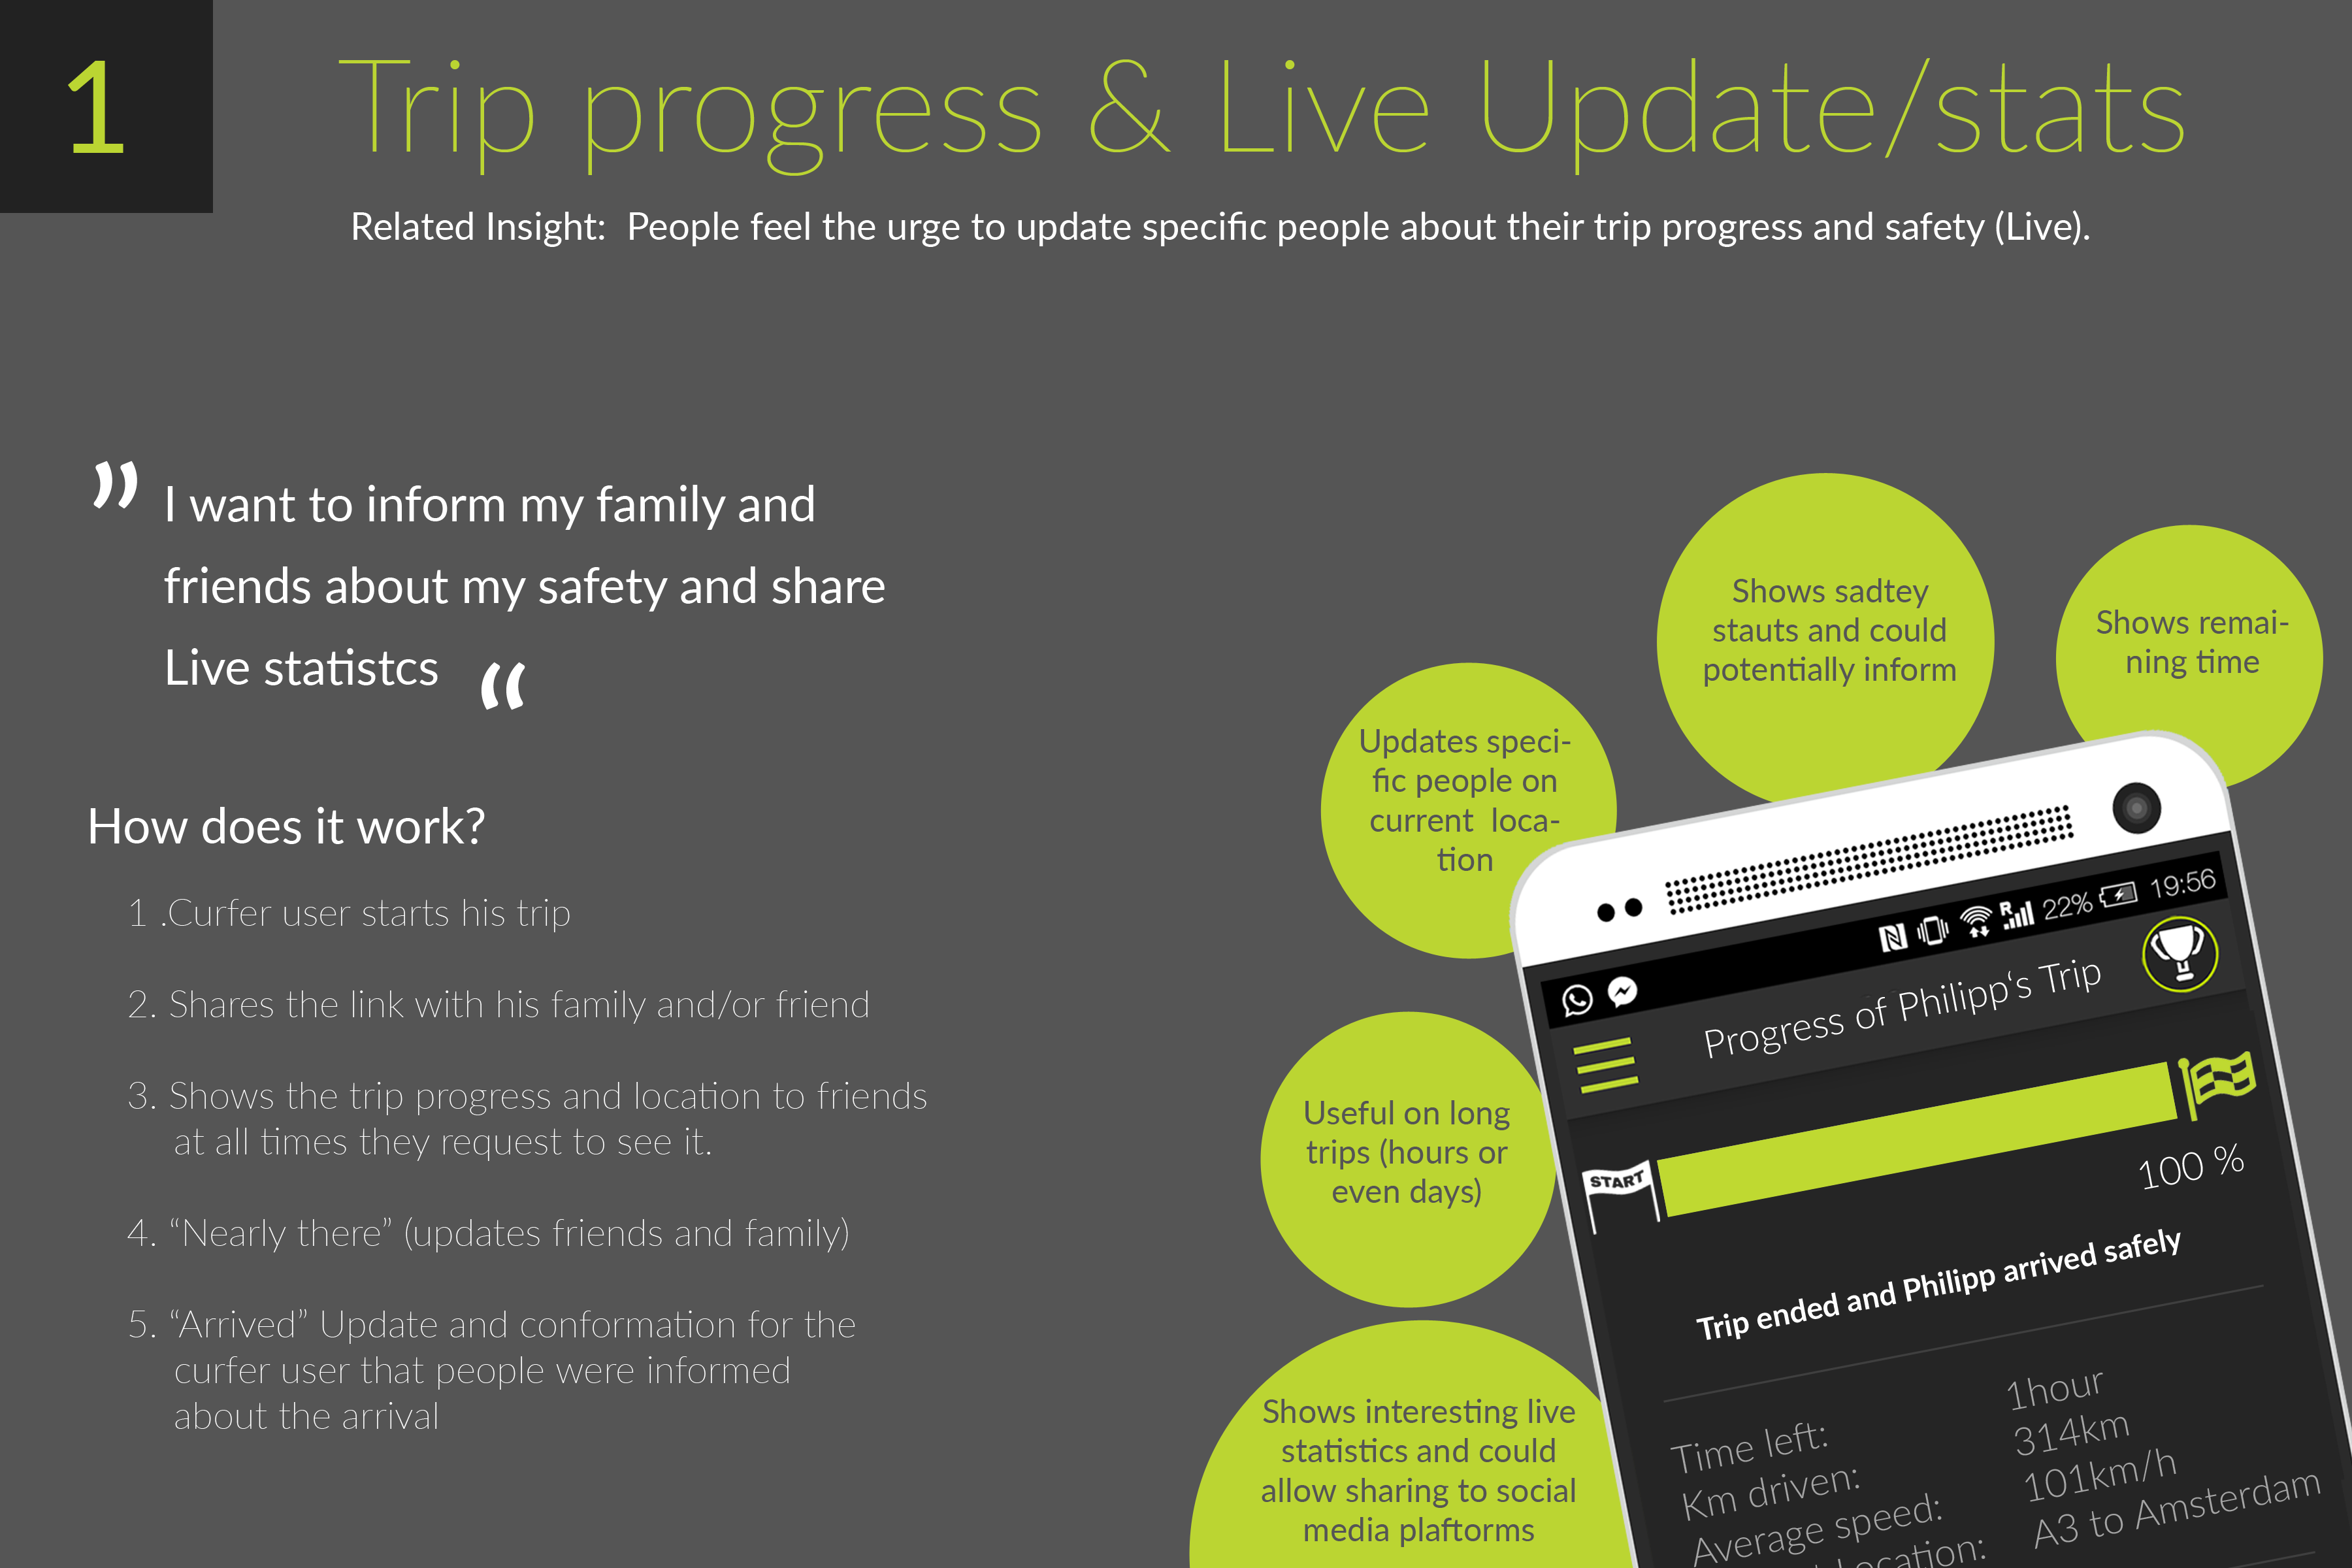 1
Trip progress & Live Update/stats
Related Insight:  People feel the urge to update specific people about their trip progress and safety (Live).
” I want to inform my family and
friends about my safety and share
Live statistcs “
How does it work?
1 .Curfer user starts his trip
2. Shares the link with his family and/or friend
3. Shows the trip progress and location to friends
at all times they request to see it.
4. “Nearly there” (updates friends and family)
5. “Arrived” Update and conformation for the
curfer user that people were informed
about the arrival
Shows sadtey
stauts and could
potentially inform
Shows remai-
ning time
Updates speci-
fic people on
current  loca-
tion
Useful on long
trips (hours or
even days)
Shows interesting live
statistics and could
allow sharing to social
media plaftorms
R 22% 19:56
Progress of Philipp‘s Trip
START
100 %
Trip ended and Philipp arrived safely
Time left: 1hour
Km driven: 314km
Average speed: 101km/h
Location: A3 to Amsterdam